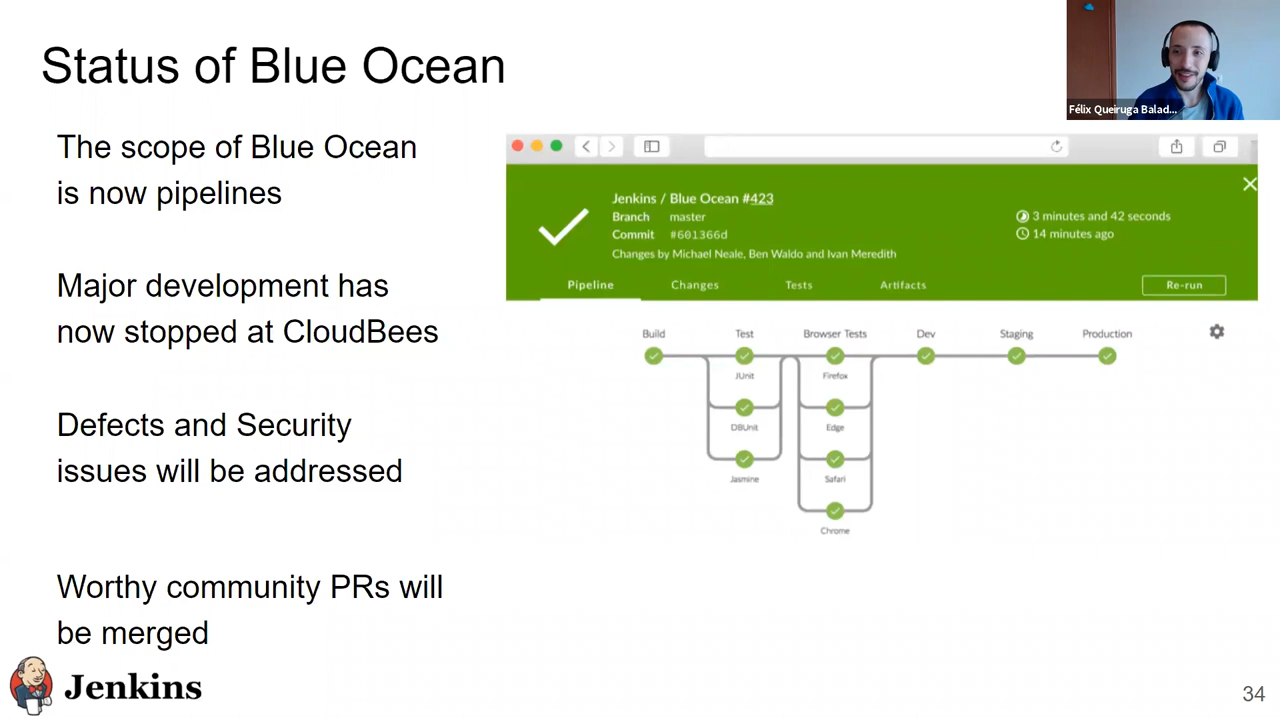 Status of Blue Ocean
Félix Queiruga Balad...
The scope of Blue Ocean
is now pipelines
Major development has
now stopped at CloudBees
Defects and Security
issues will be addressed
Worthy community PRs will
be merged
Jenkins / Blue Ocean #423
Branch master
Commit #601366d
Changes by Michael Neale, Ben Waldo and Ivan Meredith
3 minutes and 42 seconds
14 minutes ago
Pipeline Changes Tests Artifacts Re-run
Build Test Browser Tests Dev Staging Production
JUnit Firefox
DBUnit Edge
Jasmine Safari
Chrome
Jenkins
34